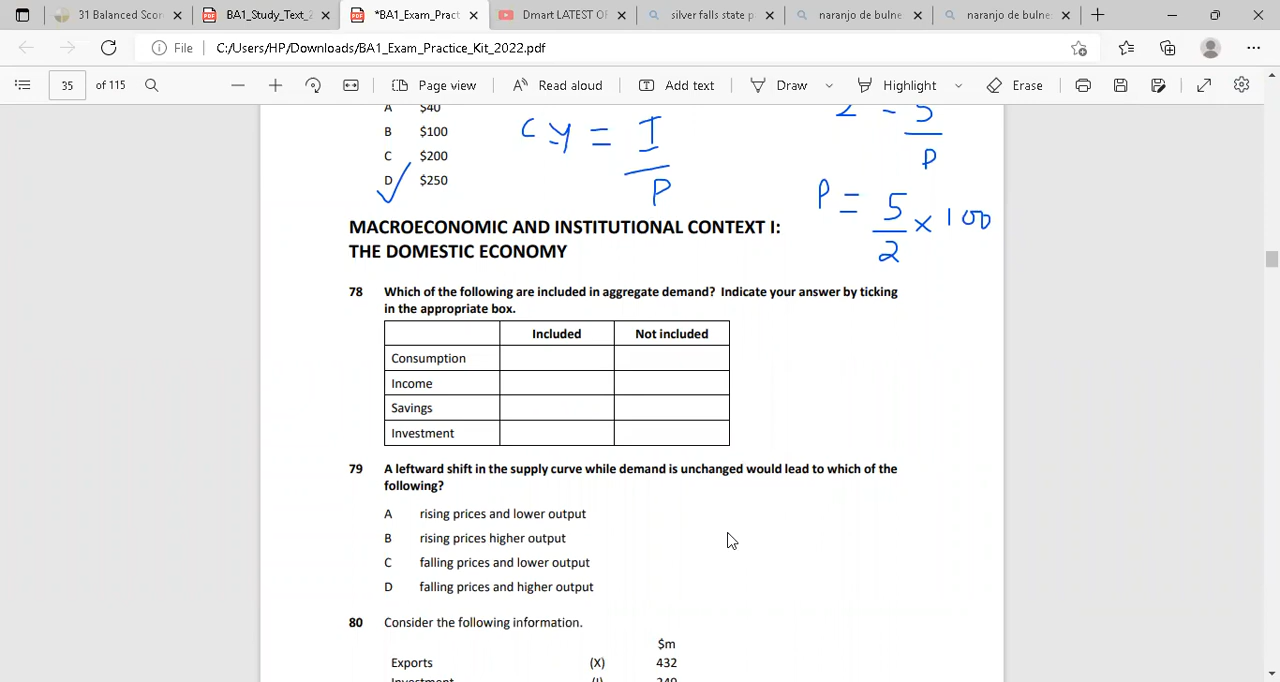 31 Balanced Scor
BA1_Study_Text_2
*BA1_Exam_Pract
Dmart LATEST OF
silver falls state p
naranjo de bulne
naranjo de bulne
File
C:/Users/HP/Downloads/BA1_Exam_Practice_Kit_2022.pdf
35 of 115
Page view
Read aloud
Add text
Draw
Highlight
Erase
A $40
B $100
C $200
D $250
CY = I
P
2 = 5
P
P = 5 × 100
2
MACROECONOMIC AND INSTITUTIONAL CONTEXT I:
THE DOMESTIC ECONOMY
78 Which of the following are included in aggregate demand? Indicate your answer by ticking
in the appropriate box.
Included Not included
Consumption
Income
Savings
Investment
79 A leftward shift in the supply curve while demand is unchanged would lead to which of the
following?
A rising prices and lower output
B rising prices higher output
C falling prices and lower output
D falling prices and higher output
80 Consider the following information.
$m
Exports (X) 432
Investment (I) 249